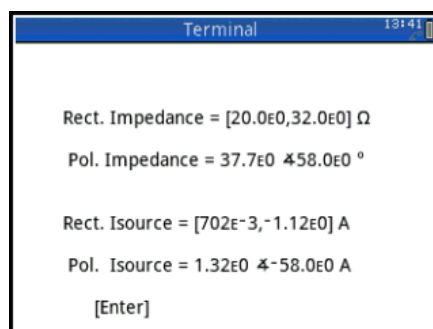 Terminal
13:41
Rect. Impedance = [20.0E0,32.0E0] Ω
Pol. Impedance = 37.7E0 ∡58.0E0 º
Rect. Isource = [702E⁻3,⁻1.12E0] A
Pol. Isource = 1.32E0 ∡⁻58.0E0 A
[Enter]